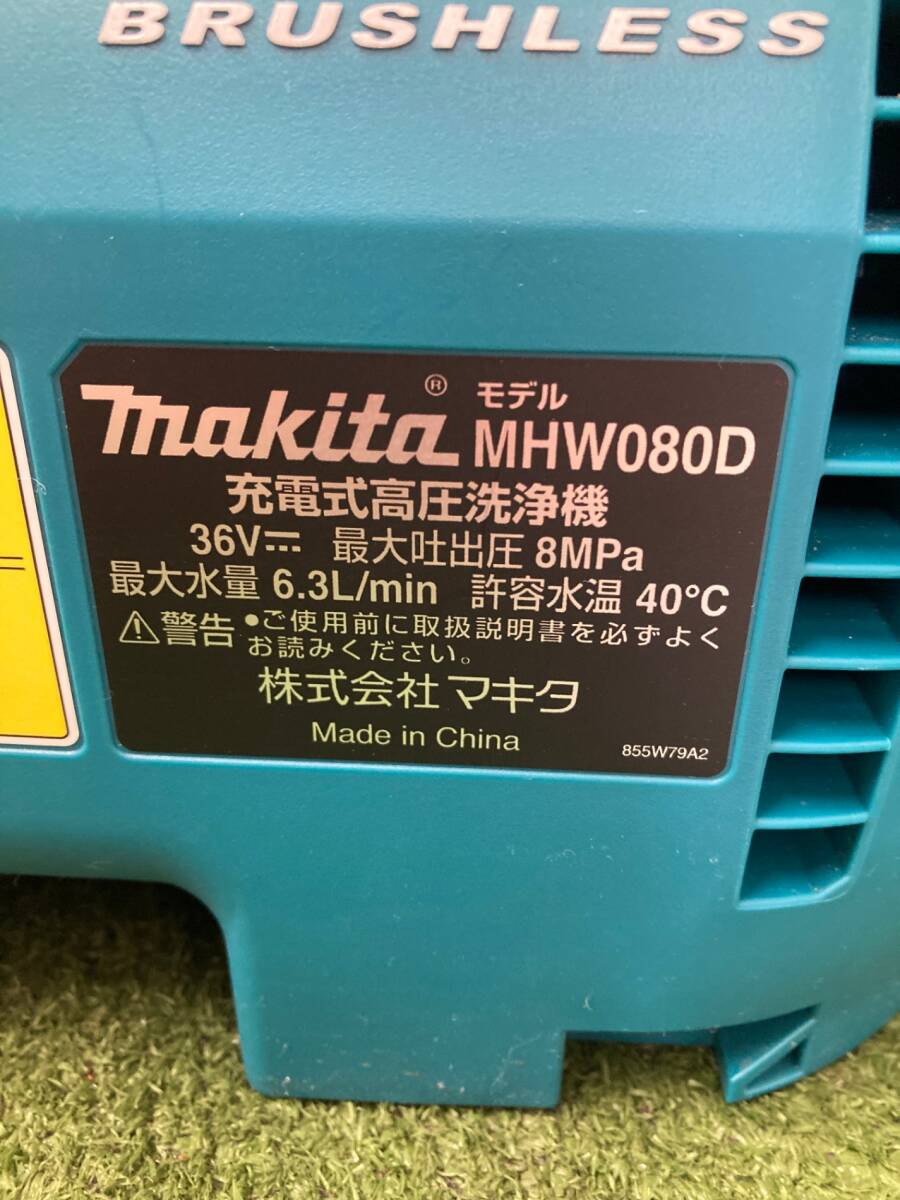 BRUSHLESS
makita® モデル MHW080D
充電式高圧洗浄機
36V⎓ 最大吐出圧 8MPa
最大水量 6.3L/min 許容水温 40°C
⚠警告 •ご使用前に取扱説明書を必ずよく
お読みください。
株式会社マキタ
Made in China 855W79A2